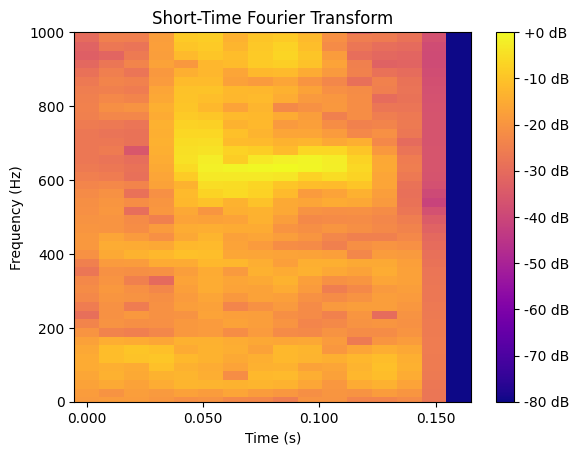 Short-Time Fourier Transform
Frequency (Hz)
1000
800
600
400
200
0
0.000 0.050 0.100 0.150
Time (s)
+0 dB
-10 dB
-20 dB
-30 dB
-40 dB
-50 dB
-60 dB
-70 dB
-80 dB